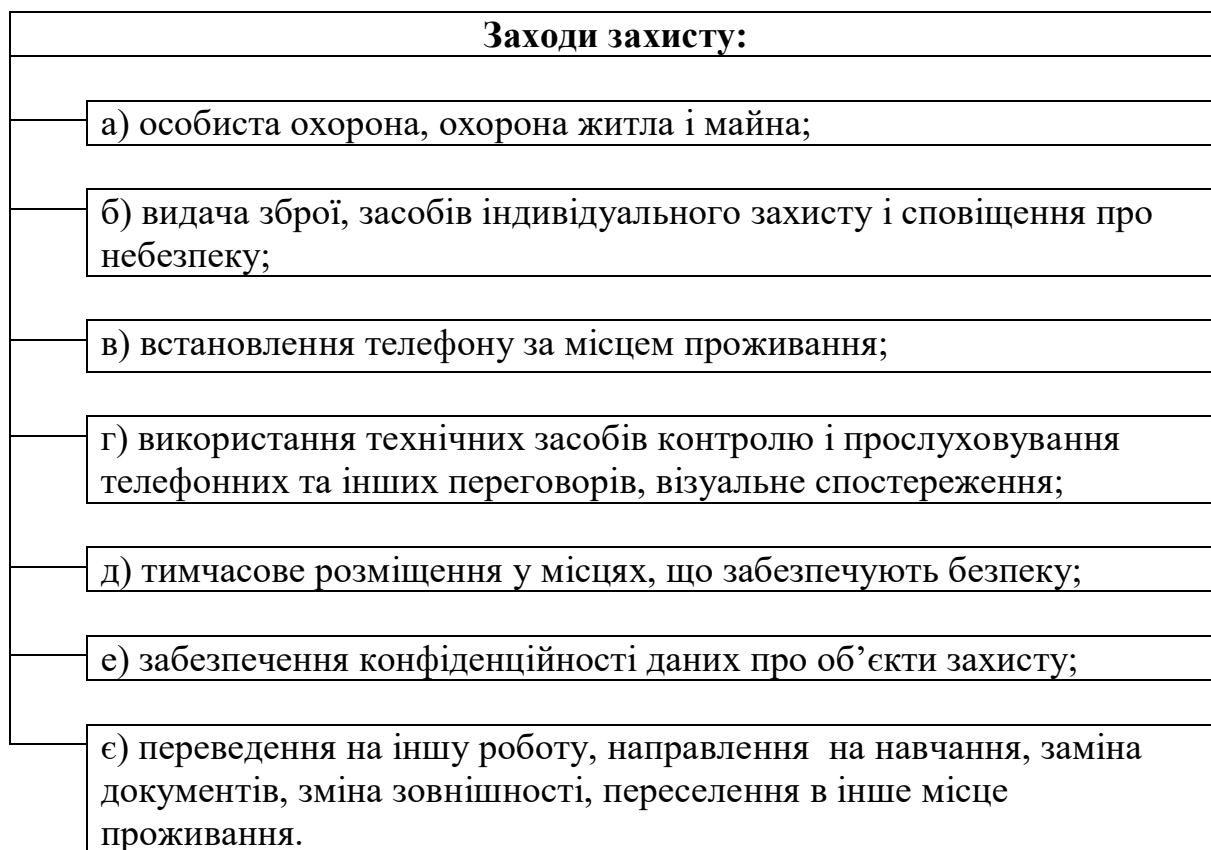 Заходи захисту:
а) особиста охорона, охорона житла і майна;
б) видача зброї, засобів індивідуального захисту і сповіщення про
небезпеку;
в) встановлення телефону за місцем проживання;
г) використання технічних засобів контролю і прослуховування
телефонних та інших переговорів, візуальне спостереження;
д) тимчасове розміщення у місцях, що забезпечують безпеку;
е) забезпечення конфіденційності даних про об’єкти захисту;
є) переведення на іншу роботу, направлення на навчання, заміна
документів, зміна зовнішності, переселення в інше місце
проживання.